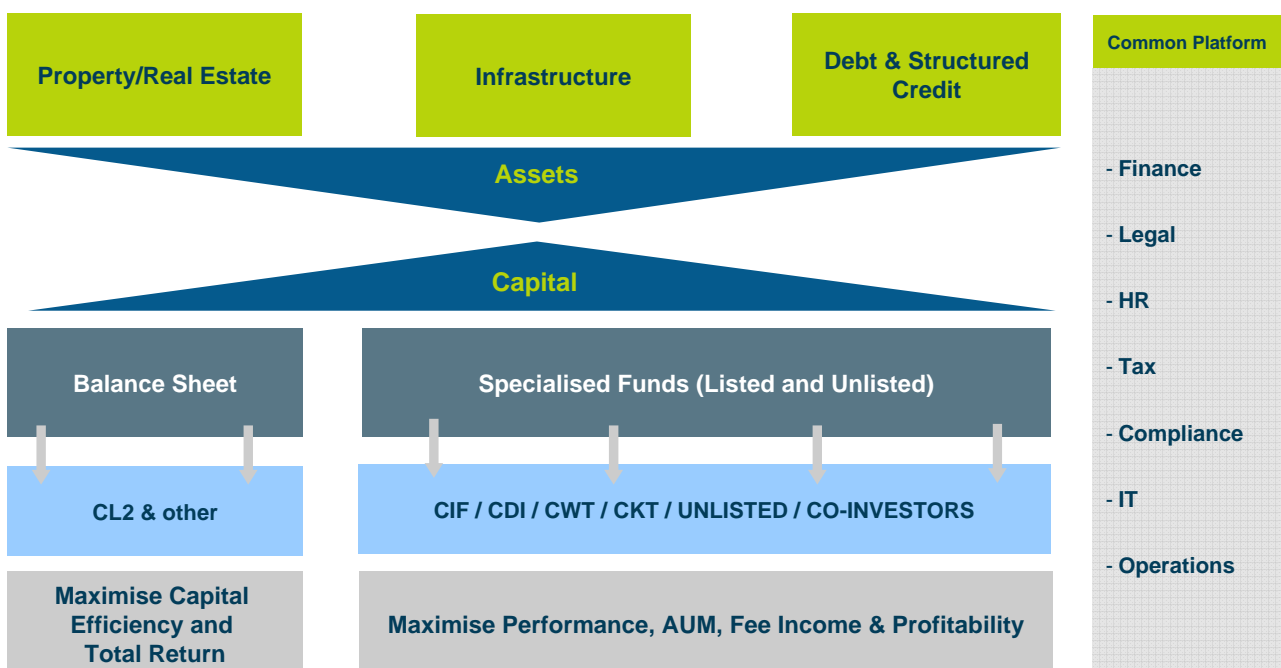 Property/Real Estate
Infrastructure
Debt & Structured
Credit
Common Platform
Assets
Capital
Balance Sheet
Specialised Funds (Listed and Unlisted)
CL2 & other
CIF / CDI / CWT / CKT / UNLISTED / CO-INVESTORS
Maximise Capital
Efficiency and
Total Return
Maximise Performance, AUM, Fee Income & Profitability
- Finance
- Legal
- HR
- Tax
- Compliance
- IT
- Operations